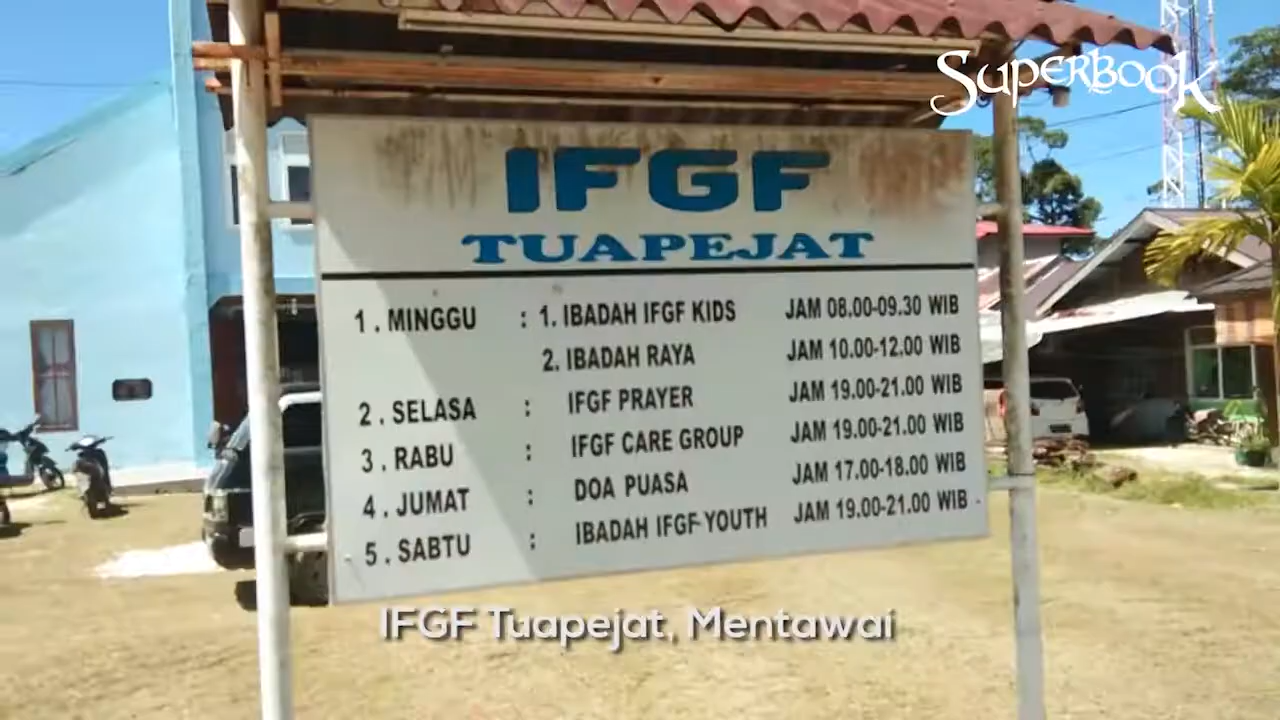 SUPERBOOK
IFGF
TUAPEJAT
1 . MINGGU : 1. IBADAH IFGF KIDS JAM 08.00-09.30 WIB
2. IBADAH RAYA JAM 10.00-12.00 WIB
2 . SELASA : IFGF PRAYER JAM 19.00-21.00 WIB
3 . RABU : IFGF CARE GROUP JAM 19.00-21.00 WIB
4 . JUMAT : DOA PUASA JAM 17.00-18.00 WIB
5 . SABTU : IBADAH IFGF YOUTH JAM 19.00-21.00 WIB
IFGF Tuapejat, Mentawai